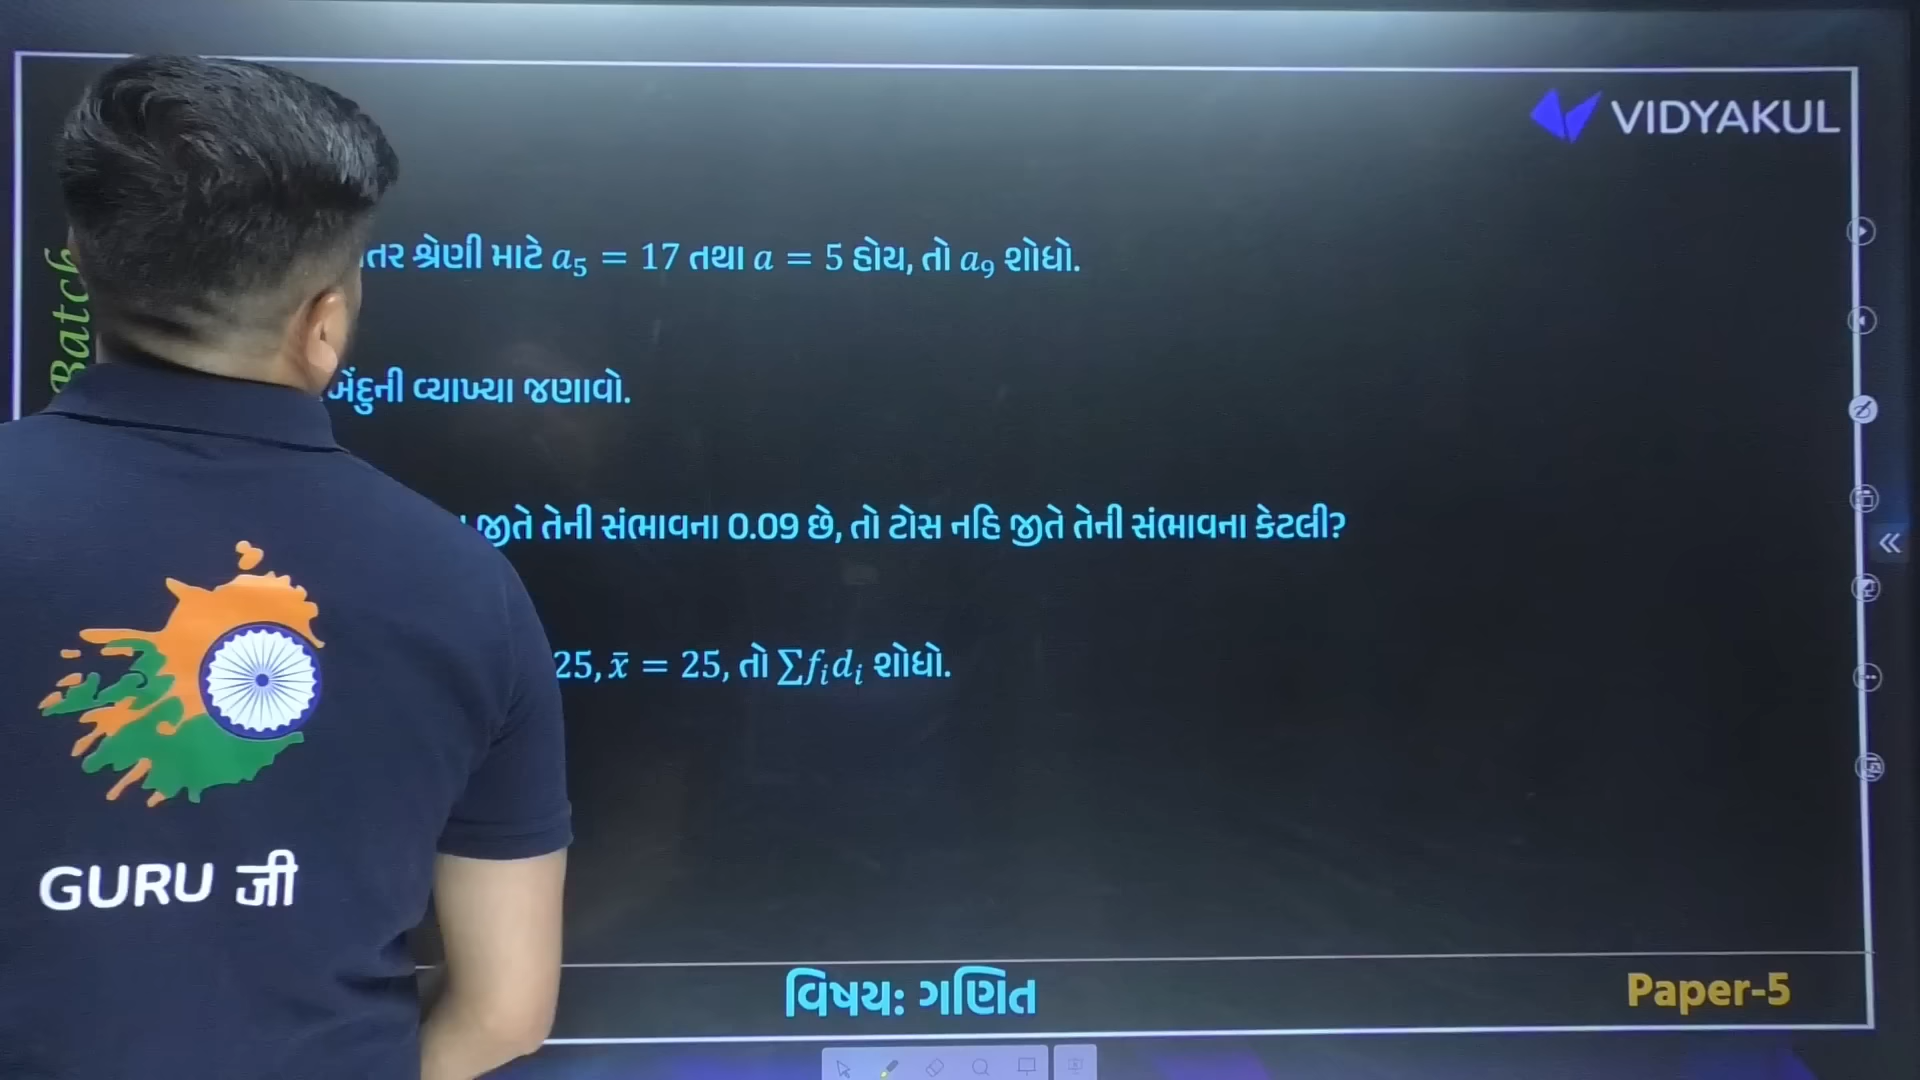 VIDYAKUL
Batch
શ્રેણી માટે a₅ = 17 તથા a = 5 હોય, તો a₉ શોધો.
વ્યાખ્યા જણાવો.
જીતે તેની સંભાવના 0.09 છે, તો ટોસ નહિ જીતે તેની સંભાવના કેટલી?
25, x̄ = 25, તો ∑fᵢdᵢ શોધો.
GURU जी
વિષય: ગણિત
Paper-5